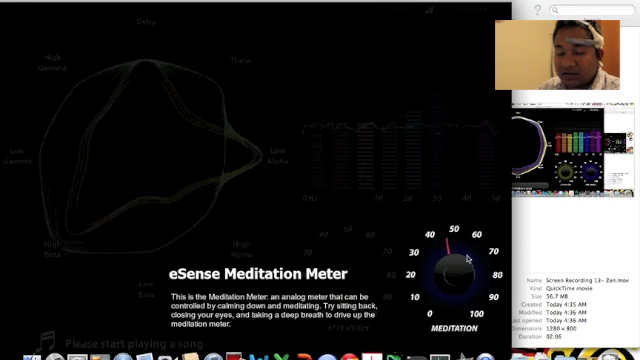 all
Delta
High
Gamma
Theta
Low
Gamma
Low
Alpha
0 Hz
10
20
30
40
50
High
Beta
High
Alpha
Low
Beta
eSense Meditation Meter
This is the Meditation Meter: an analog meter that can be
controlled by calming down and meditating. Try sitting back,
closing your eyes, and taking a deep breath to drive up the
meditation meter.
0
10
20
30
40
50
60
70
80
90
100
MEDITATION
ATTENTION
Please start playing a song
Name Screen Recording 13- Zen.mov
Kind QuickTime movie
Size 56.7 MB
Created Today 4:35 AM
Modified Today 4:36 AM
Last opened Today 4:36 AM
Dimensions 1280 × 800
Duration 02:06